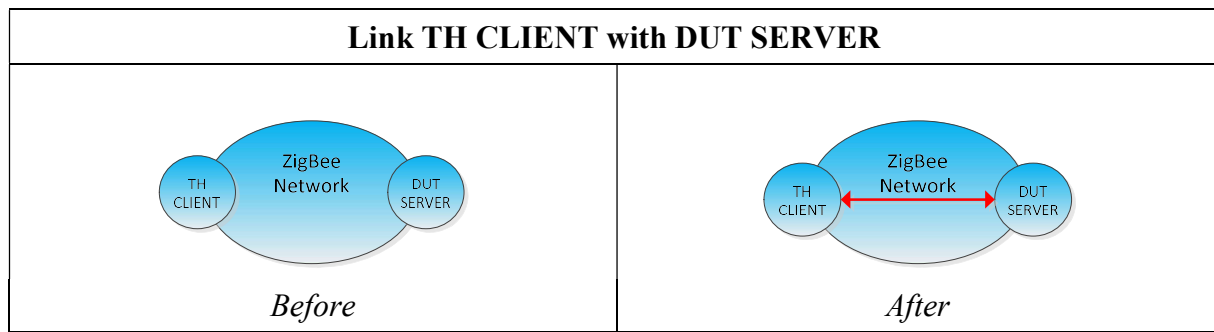 Link TH CLIENT with DUT SERVER
ZigBee
Network
TH
CLIENT
DUT
SERVER
Before
ZigBee
Network
TH
CLIENT
DUT
SERVER
After